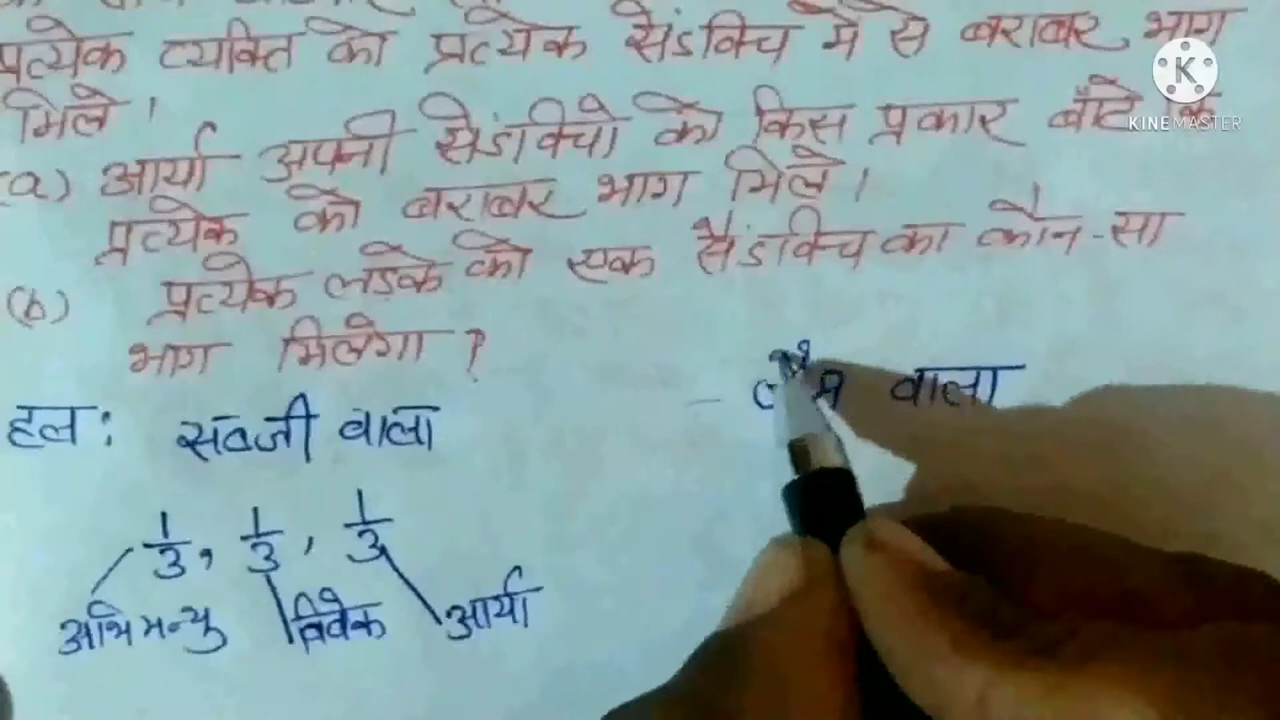 प्रत्येक व्यक्ति को प्रत्येक सैंडविच में से बराबर भाग
मिले।
(a) आर्या अपनी सेडंविचो को किस प्रकार बाँटे कि
प्रत्येक को बराबर भाग मिले।
(b) प्रत्येक लड़के को एक सैंडविच का कौन-सा
भाग मिलेगा?
हल: सब्जी वाला
वाला
1/3, 1/3, 1/3
अभिमन्यु विवेक आर्या
K
KINEMASTER